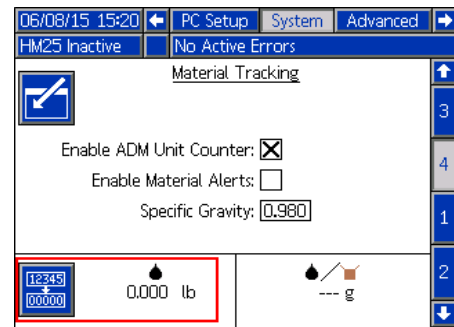 06/08/15 15:20 PC Setup System Advanced
HM25 Inactive No Active Errors
Material Tracking
3
Enable ADM Unit Counter:
4
Enable Material Alerts:
Specific Gravity: 0.980
1
2
12345
00000
0.000 lb
--- g